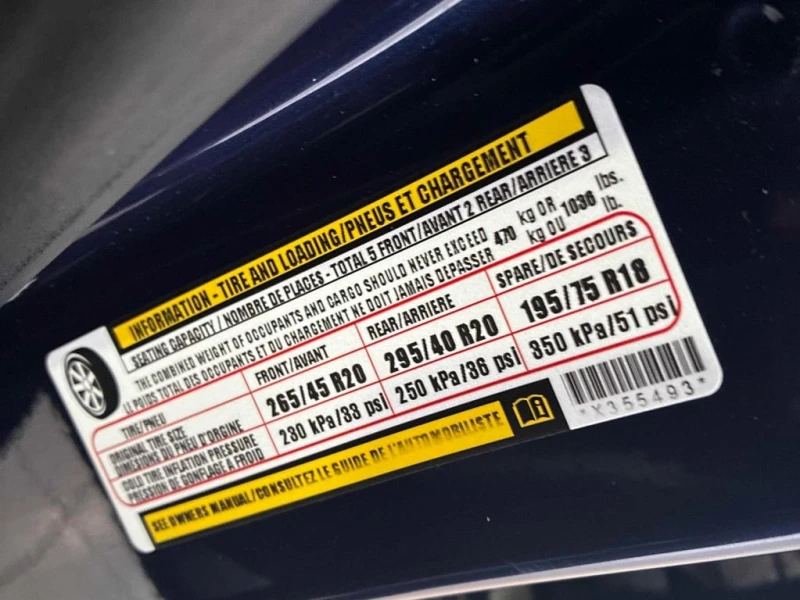 INFORMATION - TIRE AND LOADING/PNEUS ET CHARGEMENT
SEATING CAPACITY / NOMBRE DE PLACES - TOTAL 5 FRONT/AVANT 2 REAR/ARRIERE 3
THE COMBINED WEIGHT OF OCCUPANTS AND CARGO SHOULD NEVER EXCEED 470 kg OR 1036 lbs.
LE POIDS TOTAL DES OCCUPANTS ET DU CHARGEMENT NE DOIT JAMAIS DEPASSER kg OU lb.
TIRE/PNEU FRONT/AVANT REAR/ARRIERE SPARE/DE SECOURS
ORIGINAL TIRE SIZE 265/45 R20 295/40 R20 195/75 R18
DIMENSIONS DU PNEU D'ORIGINE
COLD TIRE INFLATION PRESSURE 230 kPa/33 psi 250 kPa/36 psi 350 kPa/51 psi
PRESSION DE GONFLAGE A FROID
SEE OWNERS MANUAL/CONSULTEZ LE GUIDE DE L'AUTOMOBILISTE
*X355493*